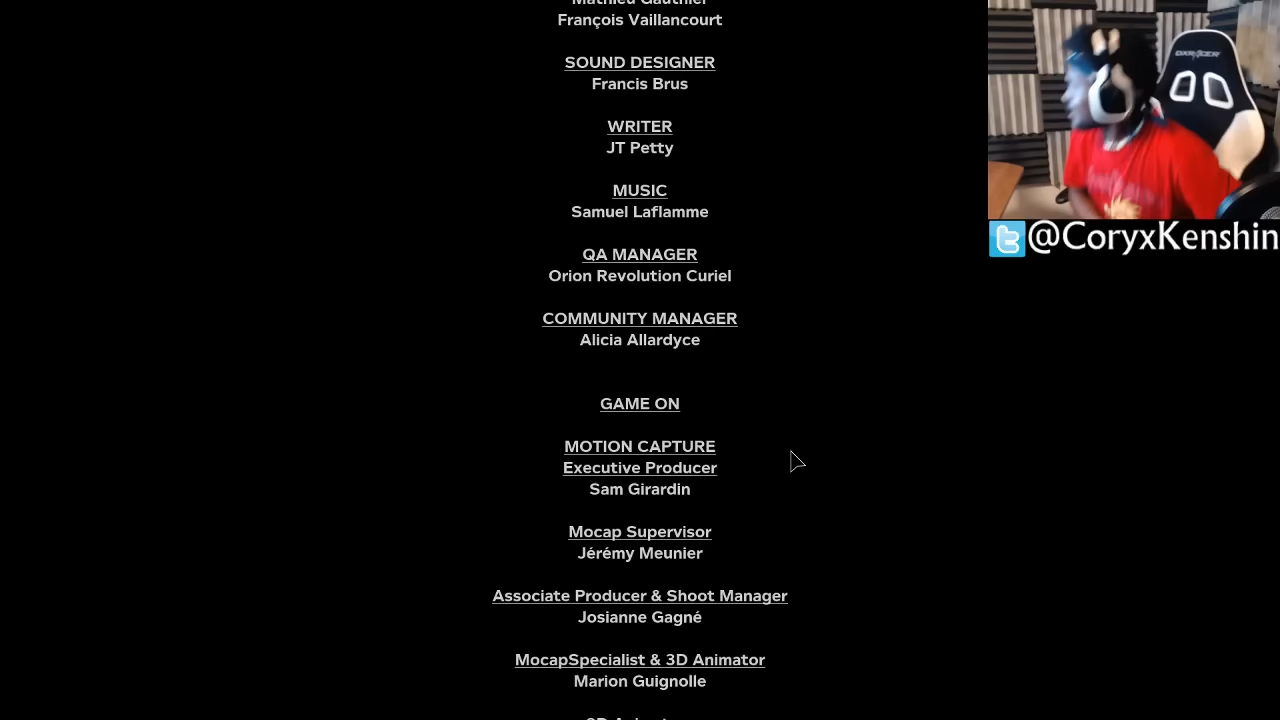 François Vaillancourt
SOUND DESIGNER
Francis Brus
WRITER
JT Petty
MUSIC
Samuel Laflamme
QA MANAGER
Orion Revolution Curiel
COMMUNITY MANAGER
Alicia Allardyce
GAME ON
MOTION CAPTURE
Executive Producer
Sam Girardin
Mocap Supervisor
Jérémy Meunier
Associate Producer & Shoot Manager
Josianne Gagné
MocapSpecialist & 3D Animator
Marion Guignolle
DXRACER
@CoryxKenshin